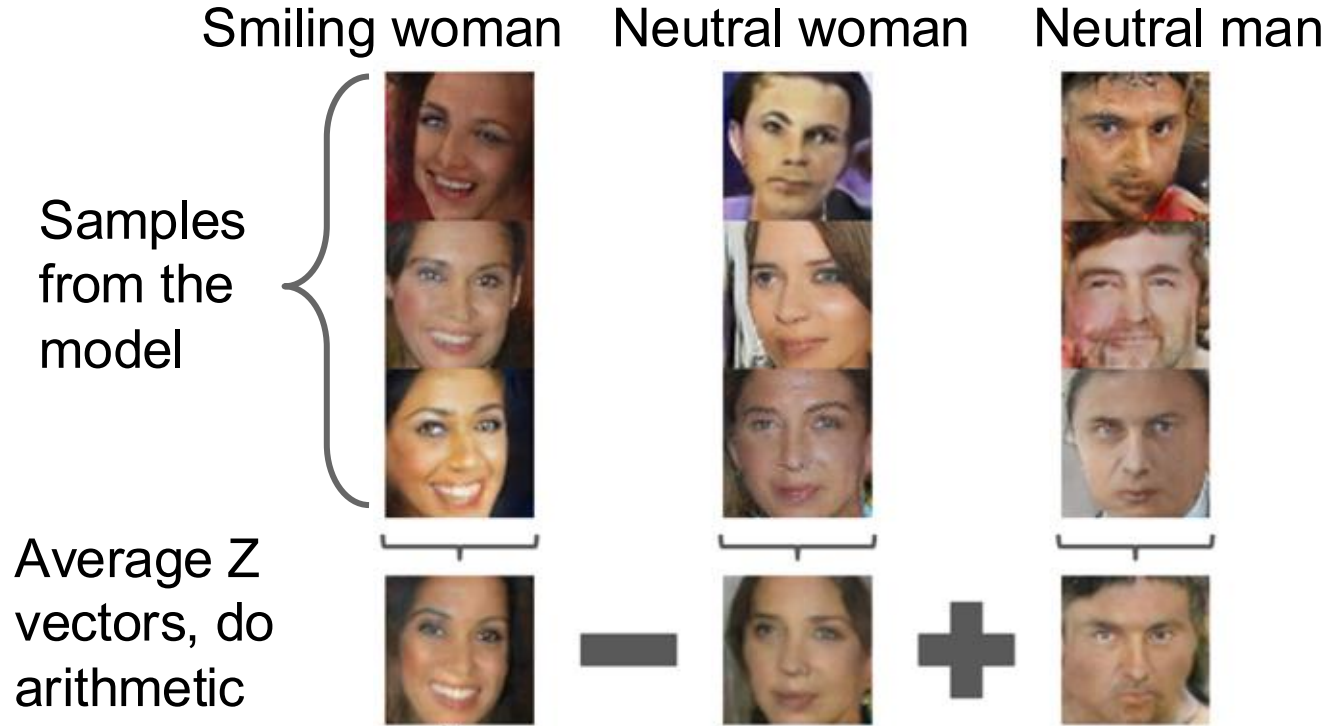 Smiling woman Neutral woman Neutral man
Samples
from the
model
Average Z
vectors, do
arithmetic